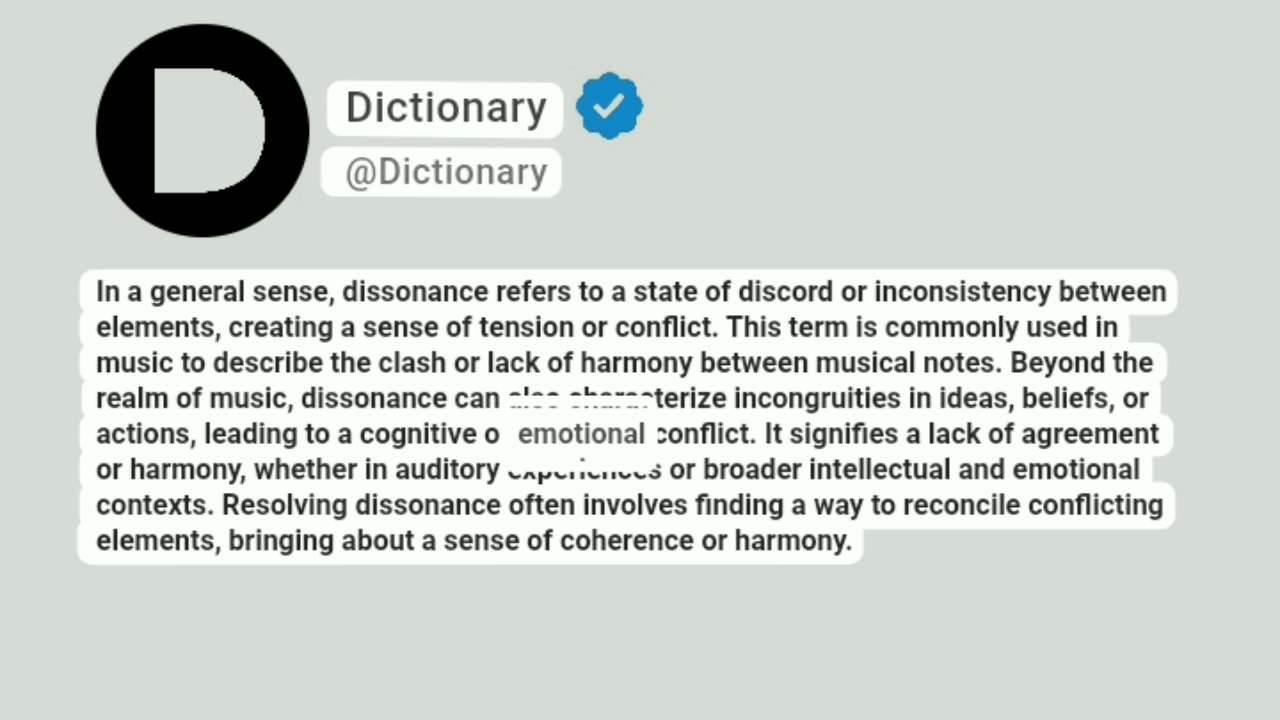 D
Dictionary
@Dictionary
In a general sense, dissonance refers to a state of discord or inconsistency between
elements, creating a sense of tension or conflict. This term is commonly used in
music to describe the clash or lack of harmony between musical notes. Beyond the
realm of music, dissonance can also characterize incongruities in ideas, beliefs, or
actions, leading to a cognitive o emotional conflict. It signifies a lack of agreement
or harmony, whether in auditory experiences or broader intellectual and emotional
contexts. Resolving dissonance often involves finding a way to reconcile conflicting
elements, bringing about a sense of coherence or harmony.